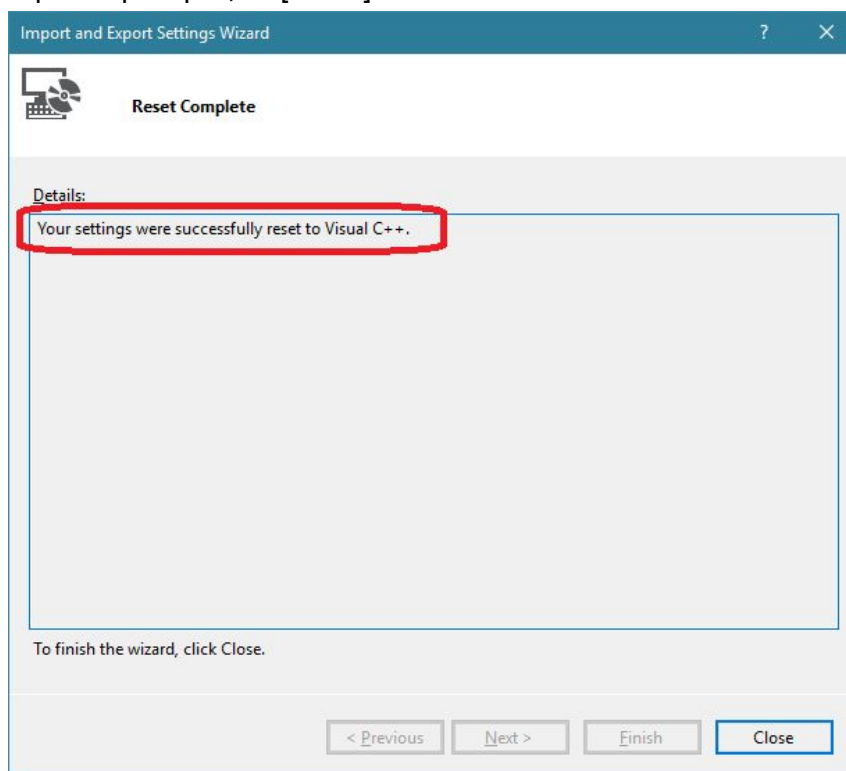 Import and Export Settings Wizard ? ×
Reset Complete
Details:
Your settings were successfully reset to Visual C++.
To finish the wizard, click Close.
< Previous Next > Finish Close